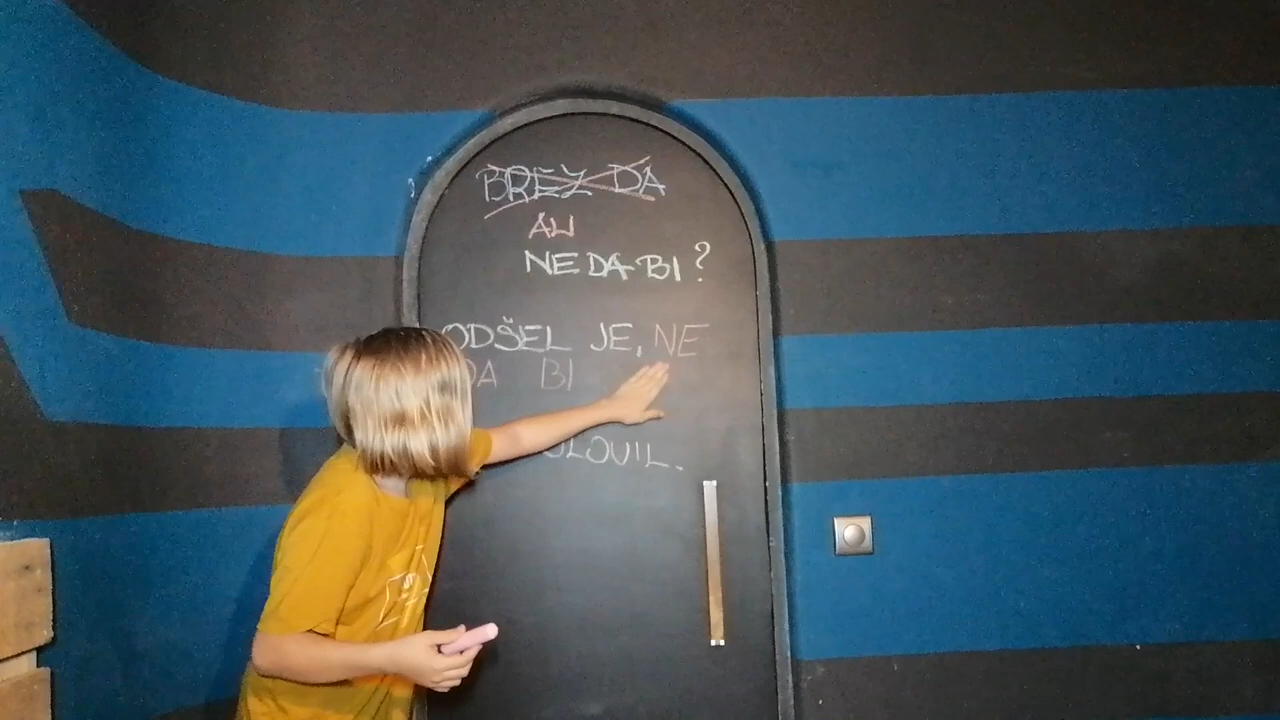 BREZ DA
ALI
NE DA BI?
ODŠEL JE, NE
DA BI